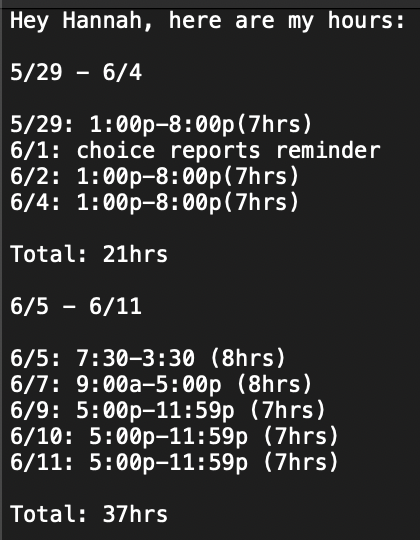 Hey Hannah, here are my hours:
5/29 - 6/4
5/29: 1:00p-8:00p(7hrs)
6/1: choice reports reminder
6/2: 1:00p-8:00p(7hrs)
6/4: 1:00p-8:00p(7hrs)
Total: 21hrs
6/5 - 6/11
6/5: 7:30-3:30 (8hrs)
6/7: 9:00a-5:00p (8hrs)
6/9: 5:00p-11:59p (7hrs)
6/10: 5:00p-11:59p (7hrs)
6/11: 5:00p-11:59p (7hrs)
Total: 37hrs